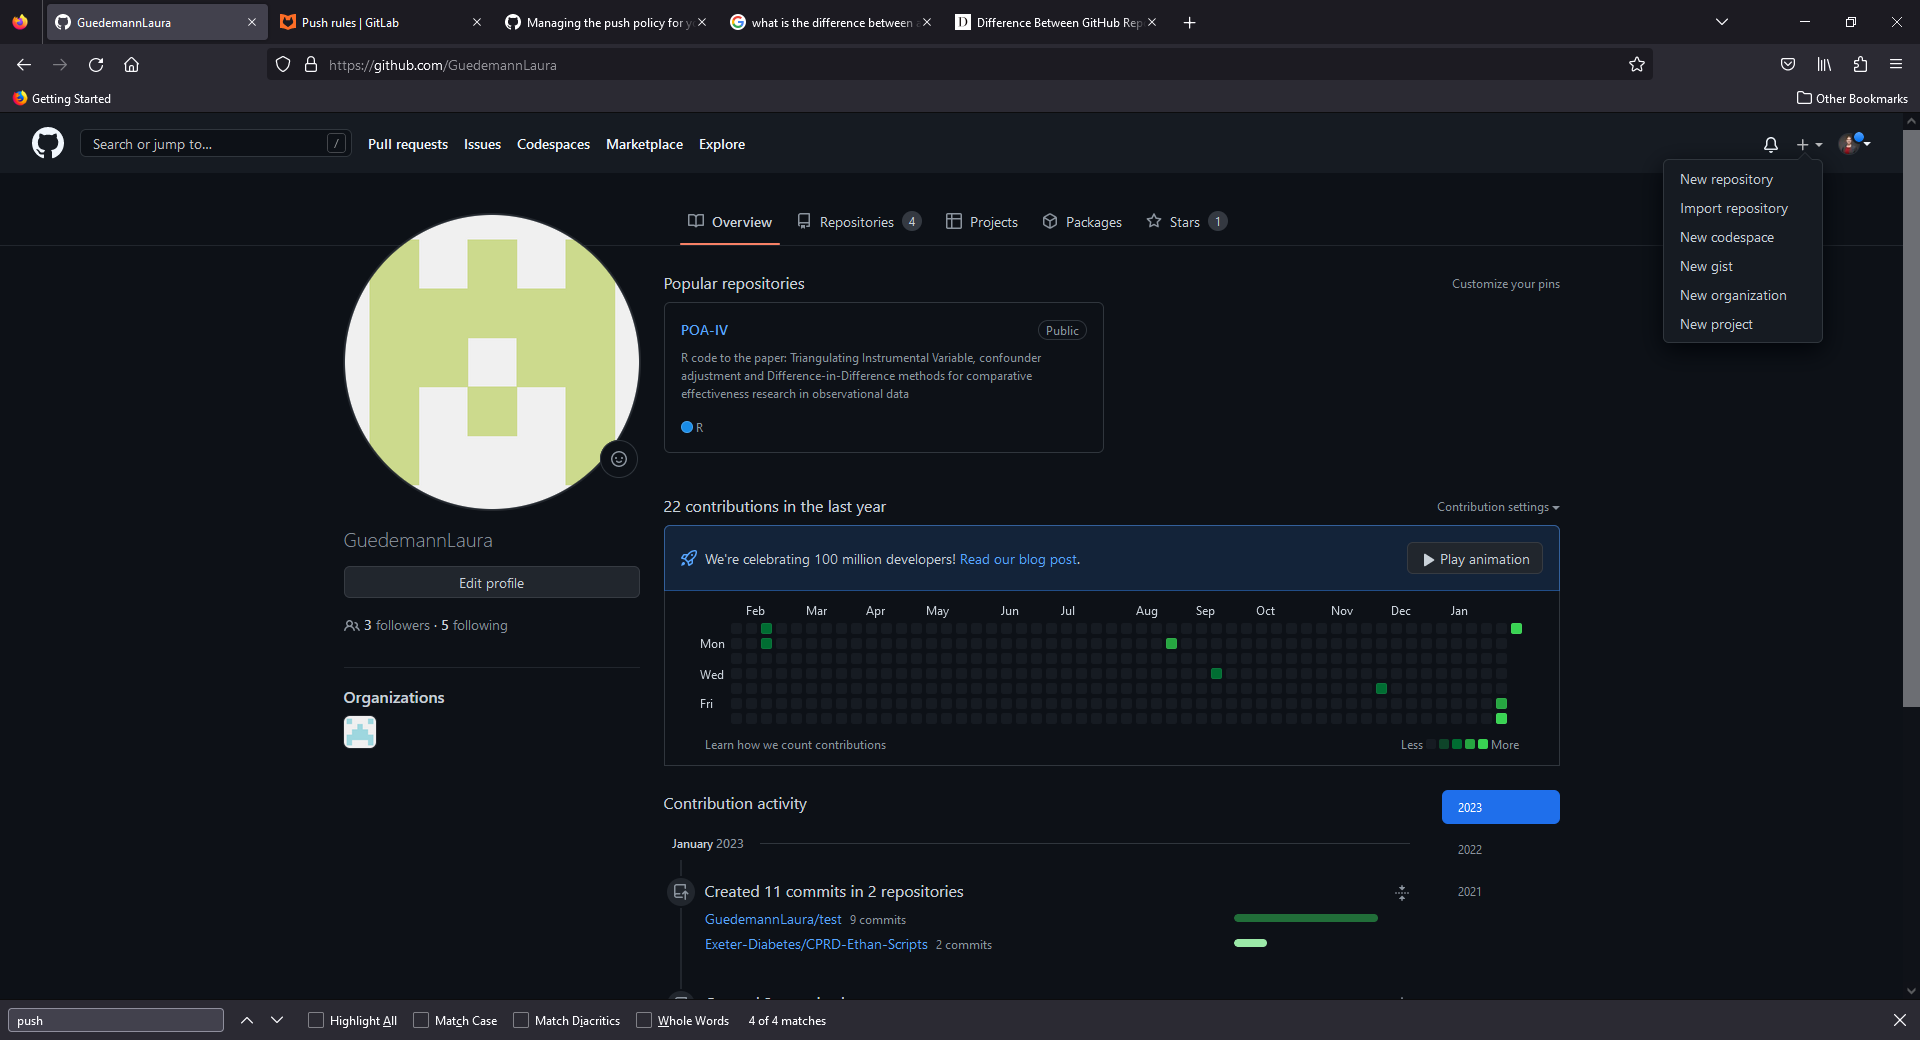 GuedemannLaura
Push rules | GitLab
Managing the push policy for y
what is the difference between
Difference Between GitHub Rep
https://github.com/GuedemannLaura
Getting Started
Other Bookmarks
Search or jump to...
/
Pull requests
Issues
Codespaces
Marketplace
Explore
New repository
Import repository
New codespace
New gist
New organization
New project
Overview
Repositories 4
Projects
Packages
Stars 1
Popular repositories
Customize your pins
POA-IV
Public
R code to the paper: Triangulating Instrumental Variable, confounder
adjustment and Difference-in-Difference methods for comparative
effectiveness research in observational data
R
22 contributions in the last year
Contribution settings
GuedemannLaura
Edit profile
3 followers · 5 following
Organizations
We're celebrating 100 million developers! Read our blog post.
Play animation
Feb Mar Apr May Jun Jul Aug Sep Oct Nov Dec Jan
Mon
Wed
Fri
Learn how we count contributions
Less
More
Contribution activity
2023
2022
2021
January 2023
Created 11 commits in 2 repositories
GuedemannLaura/test 9 commits
Exeter-Diabetes/CPRD-Ethan-Scripts 2 commits
push
Highlight All
Match Case
Match Diacritics
Whole Words
4 of 4 matches